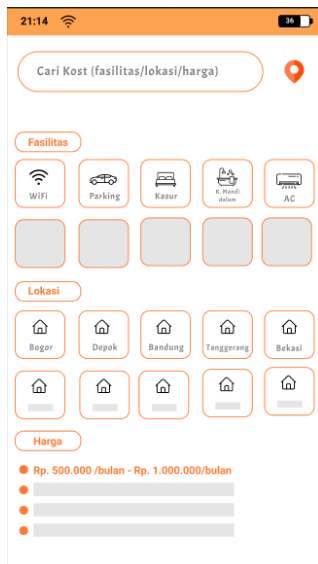 21:14
36
Cari Kost (fasilitas/lokasi/harga)
Fasilitas
WiFi
Parking
Kasur
K. Mandi
dalam
AC
Lokasi
Bogor
Depok
Bandung
Tanggerang
Bekasi
Harga
Rp. 500.000 /bulan - Rp. 1.000.000/bulan